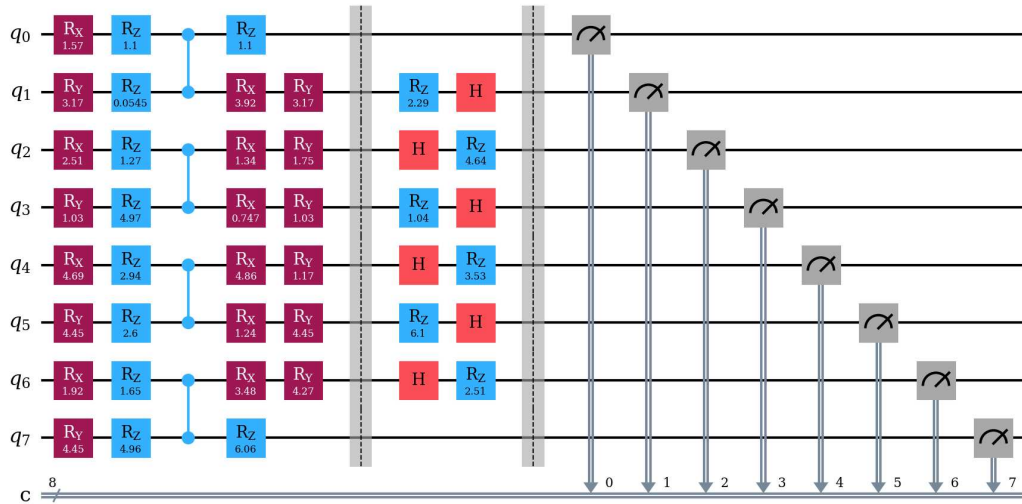 q0 RX 1.57 RZ 1.1 RZ 1.1
q1 RY 3.17 RZ 0.0545 RX 3.92 RY 3.17 RZ 2.29 H
q2 RX 2.51 RZ 1.27 RX 1.34 RY 1.75 H RZ 4.64
q3 RY 1.03 RZ 4.97 RX 0.747 RY 1.03 RZ 1.04 H
q4 RX 4.69 RZ 2.94 RX 4.86 RY 1.17 H RZ 3.53
q5 RY 4.45 RZ 2.6 RX 1.24 RY 4.45 RZ 6.1 H
q6 RX 1.92 RZ 1.65 RX 3.48 RY 4.27 H RZ 2.51
q7 RY 4.45 RZ 4.96 RZ 6.06
c 8 0 1 2 3 4 5 6 7